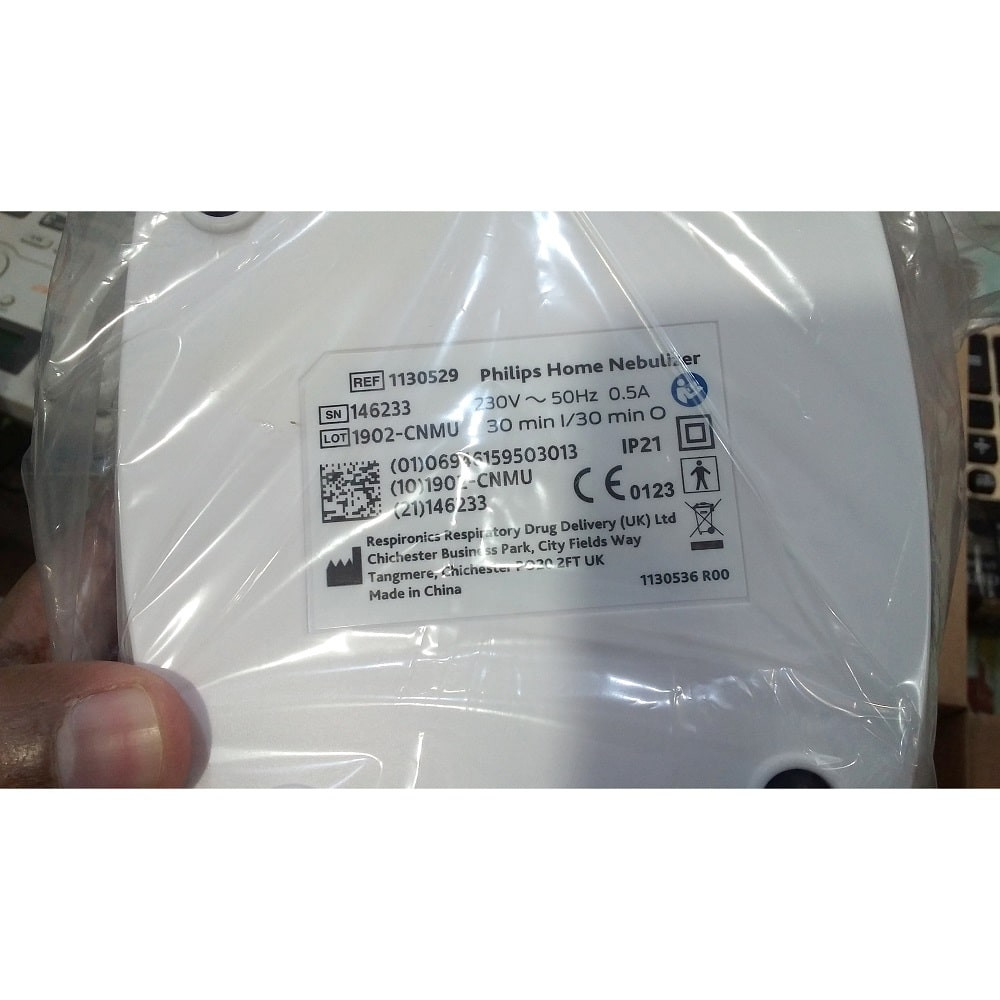 REF 1130529 Philips Home Nebulizer
SN 146233 230V ~ 50Hz 0.5A
LOT 1902-CNMU 30 min I/30 min O
(01)06946159503013 IP21
(10)1902-CNMU
(21)146233 CE 0123
Respironics Respiratory Drug Delivery (UK) Ltd
Chichester Business Park, City Fields Way
Tangmere, Chichester PO20 2FT UK
Made in China 1130536 R00